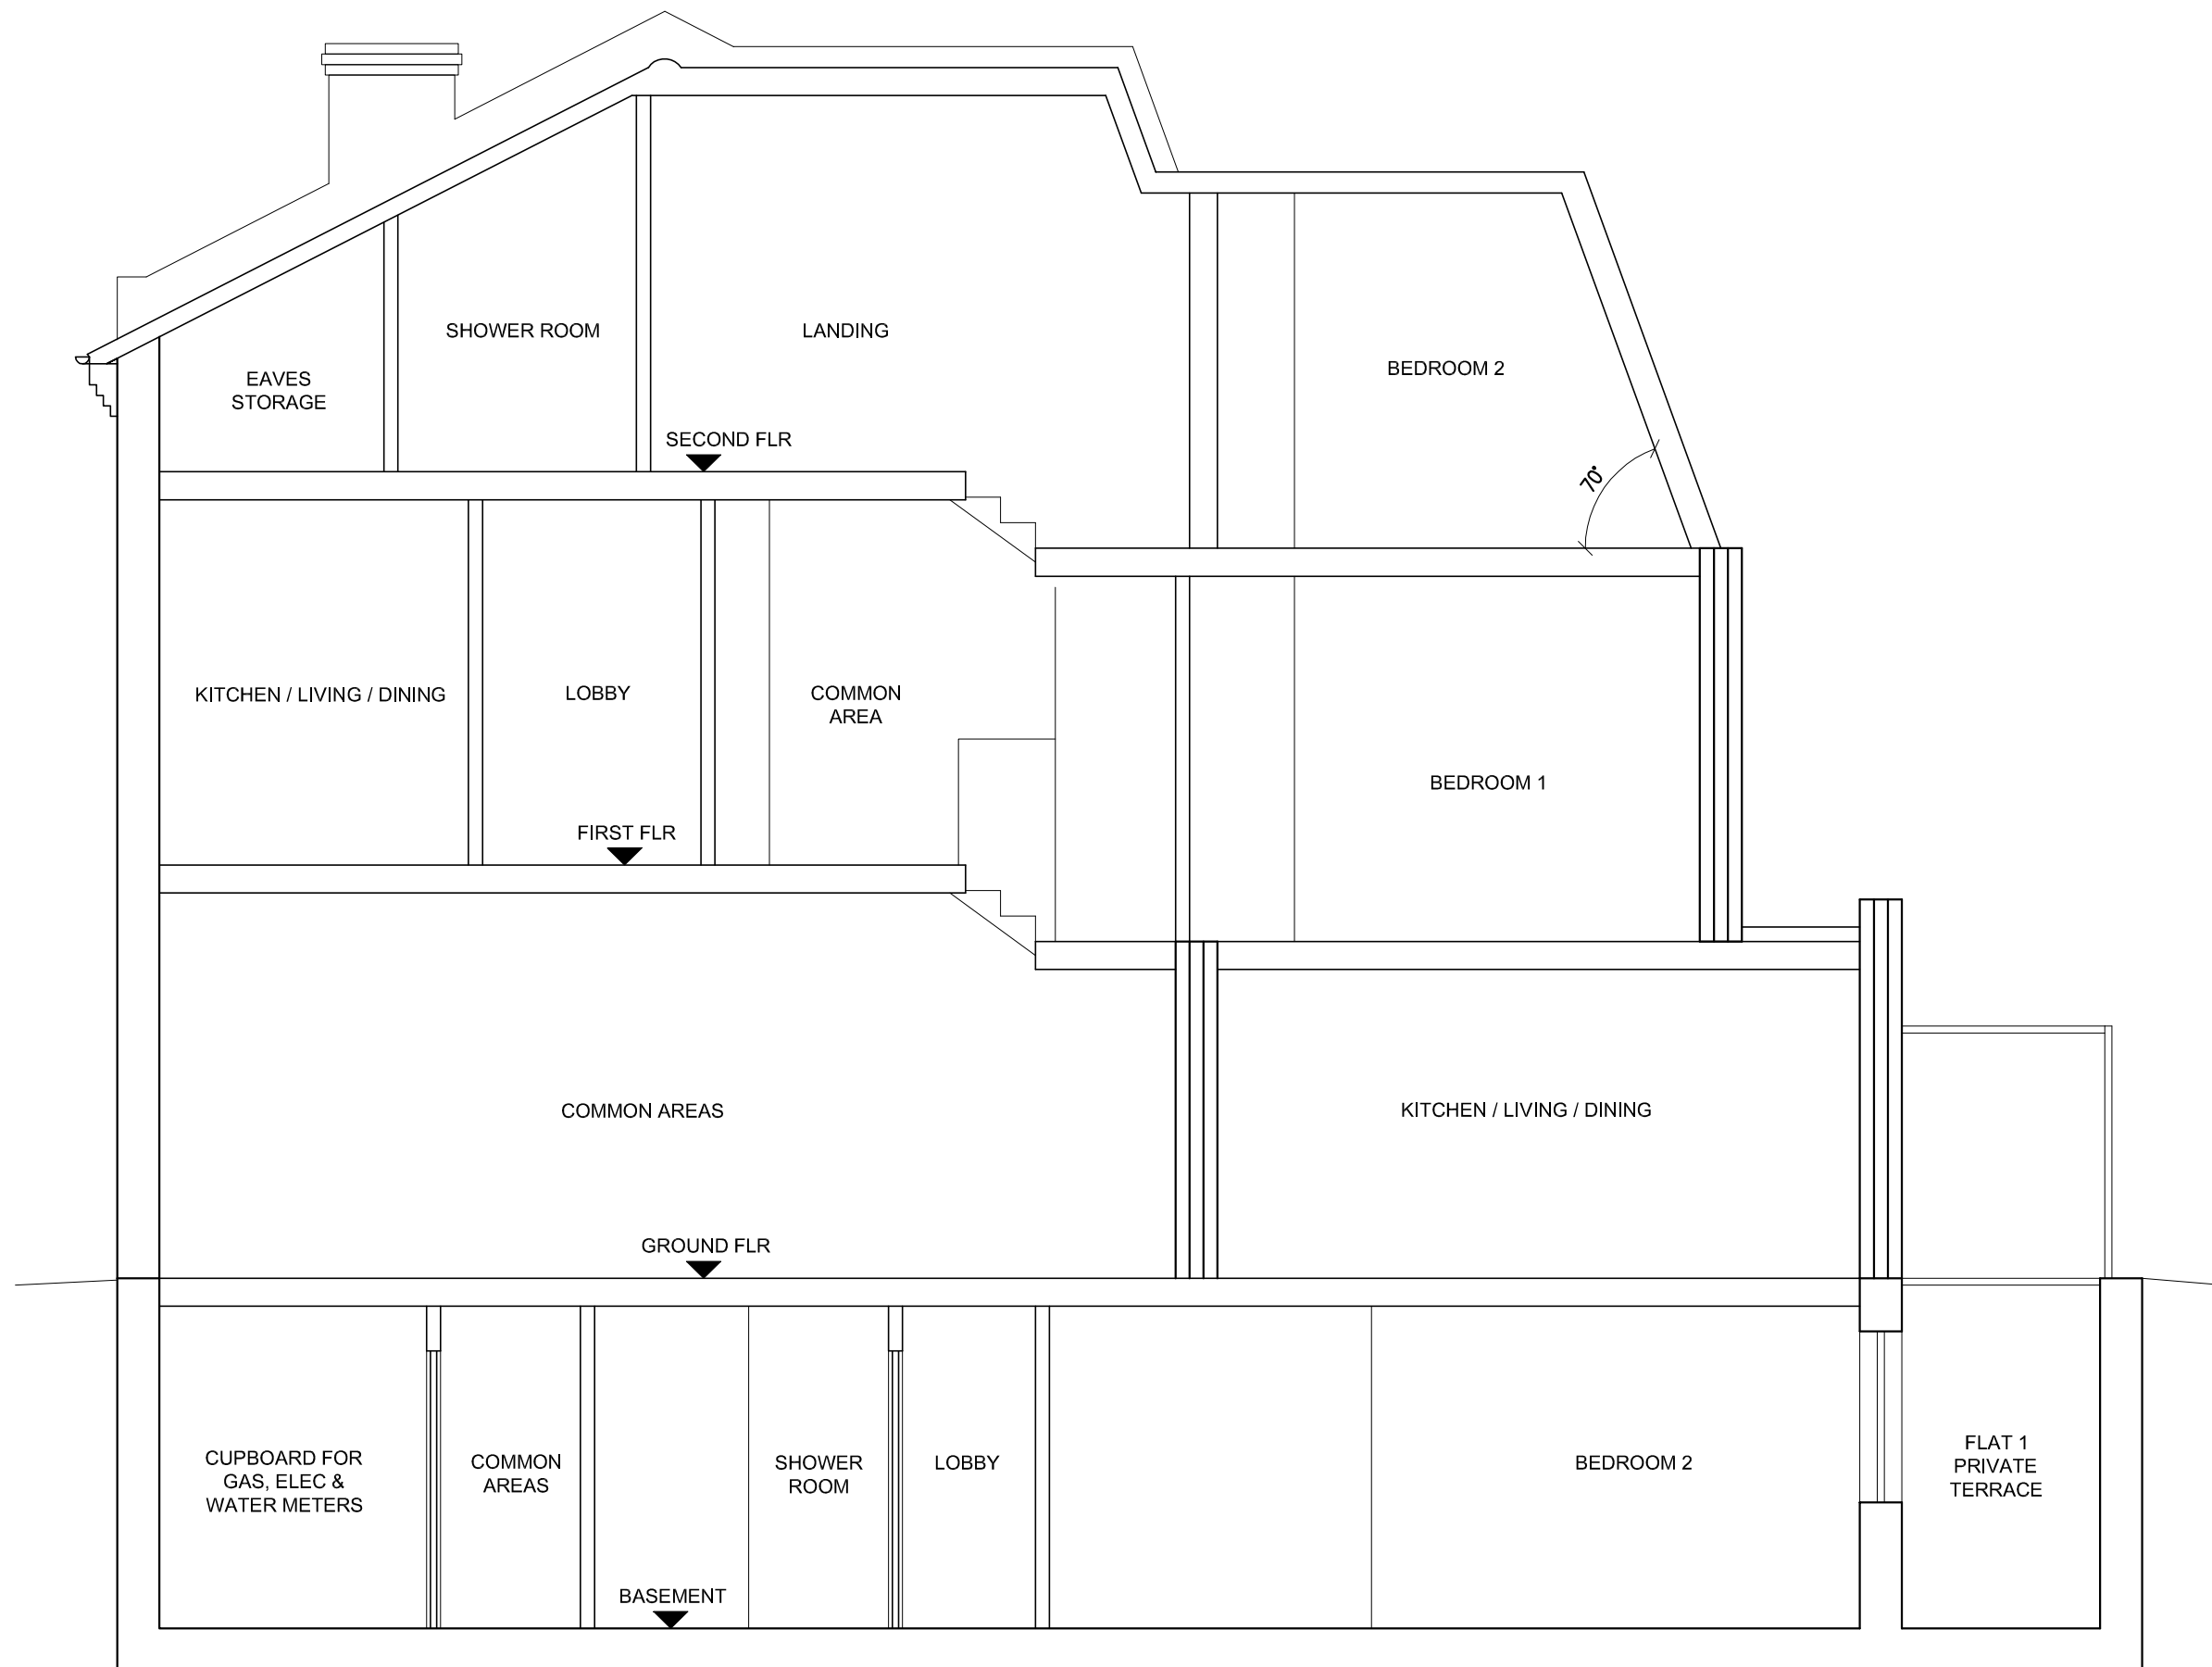 SHOWER ROOM
LANDING
BEDROOM 2
EAVES
STORAGE
SECOND FLR
70°
KITCHEN / LIVING / DINING
LOBBY
COMMON
AREA
BEDROOM 1
FIRST FLR
COMMON AREAS
KITCHEN / LIVING / DINING
GROUND FLR
CUPBOARD FOR
GAS, ELEC &
WATER METERS
COMMON
AREAS
SHOWER
ROOM
LOBBY
BEDROOM 2
FLAT 1
PRIVATE
TERRACE
BASEMENT